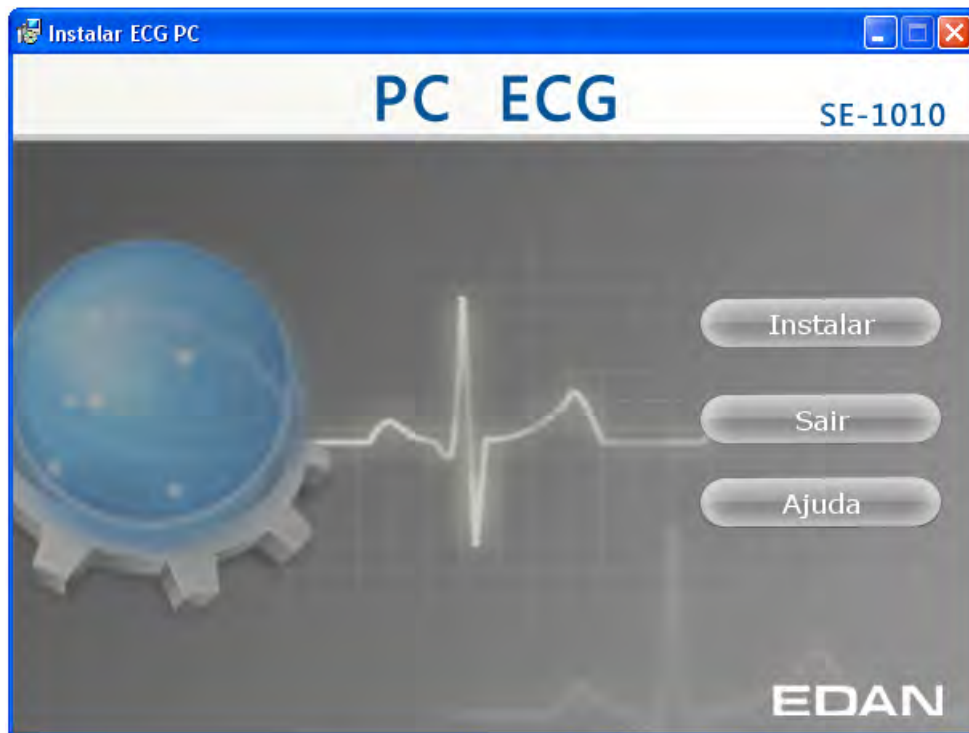 Instalar ECG PC
PC ECG
SE-1010
Instalar
Sair
Ajuda
EDAN